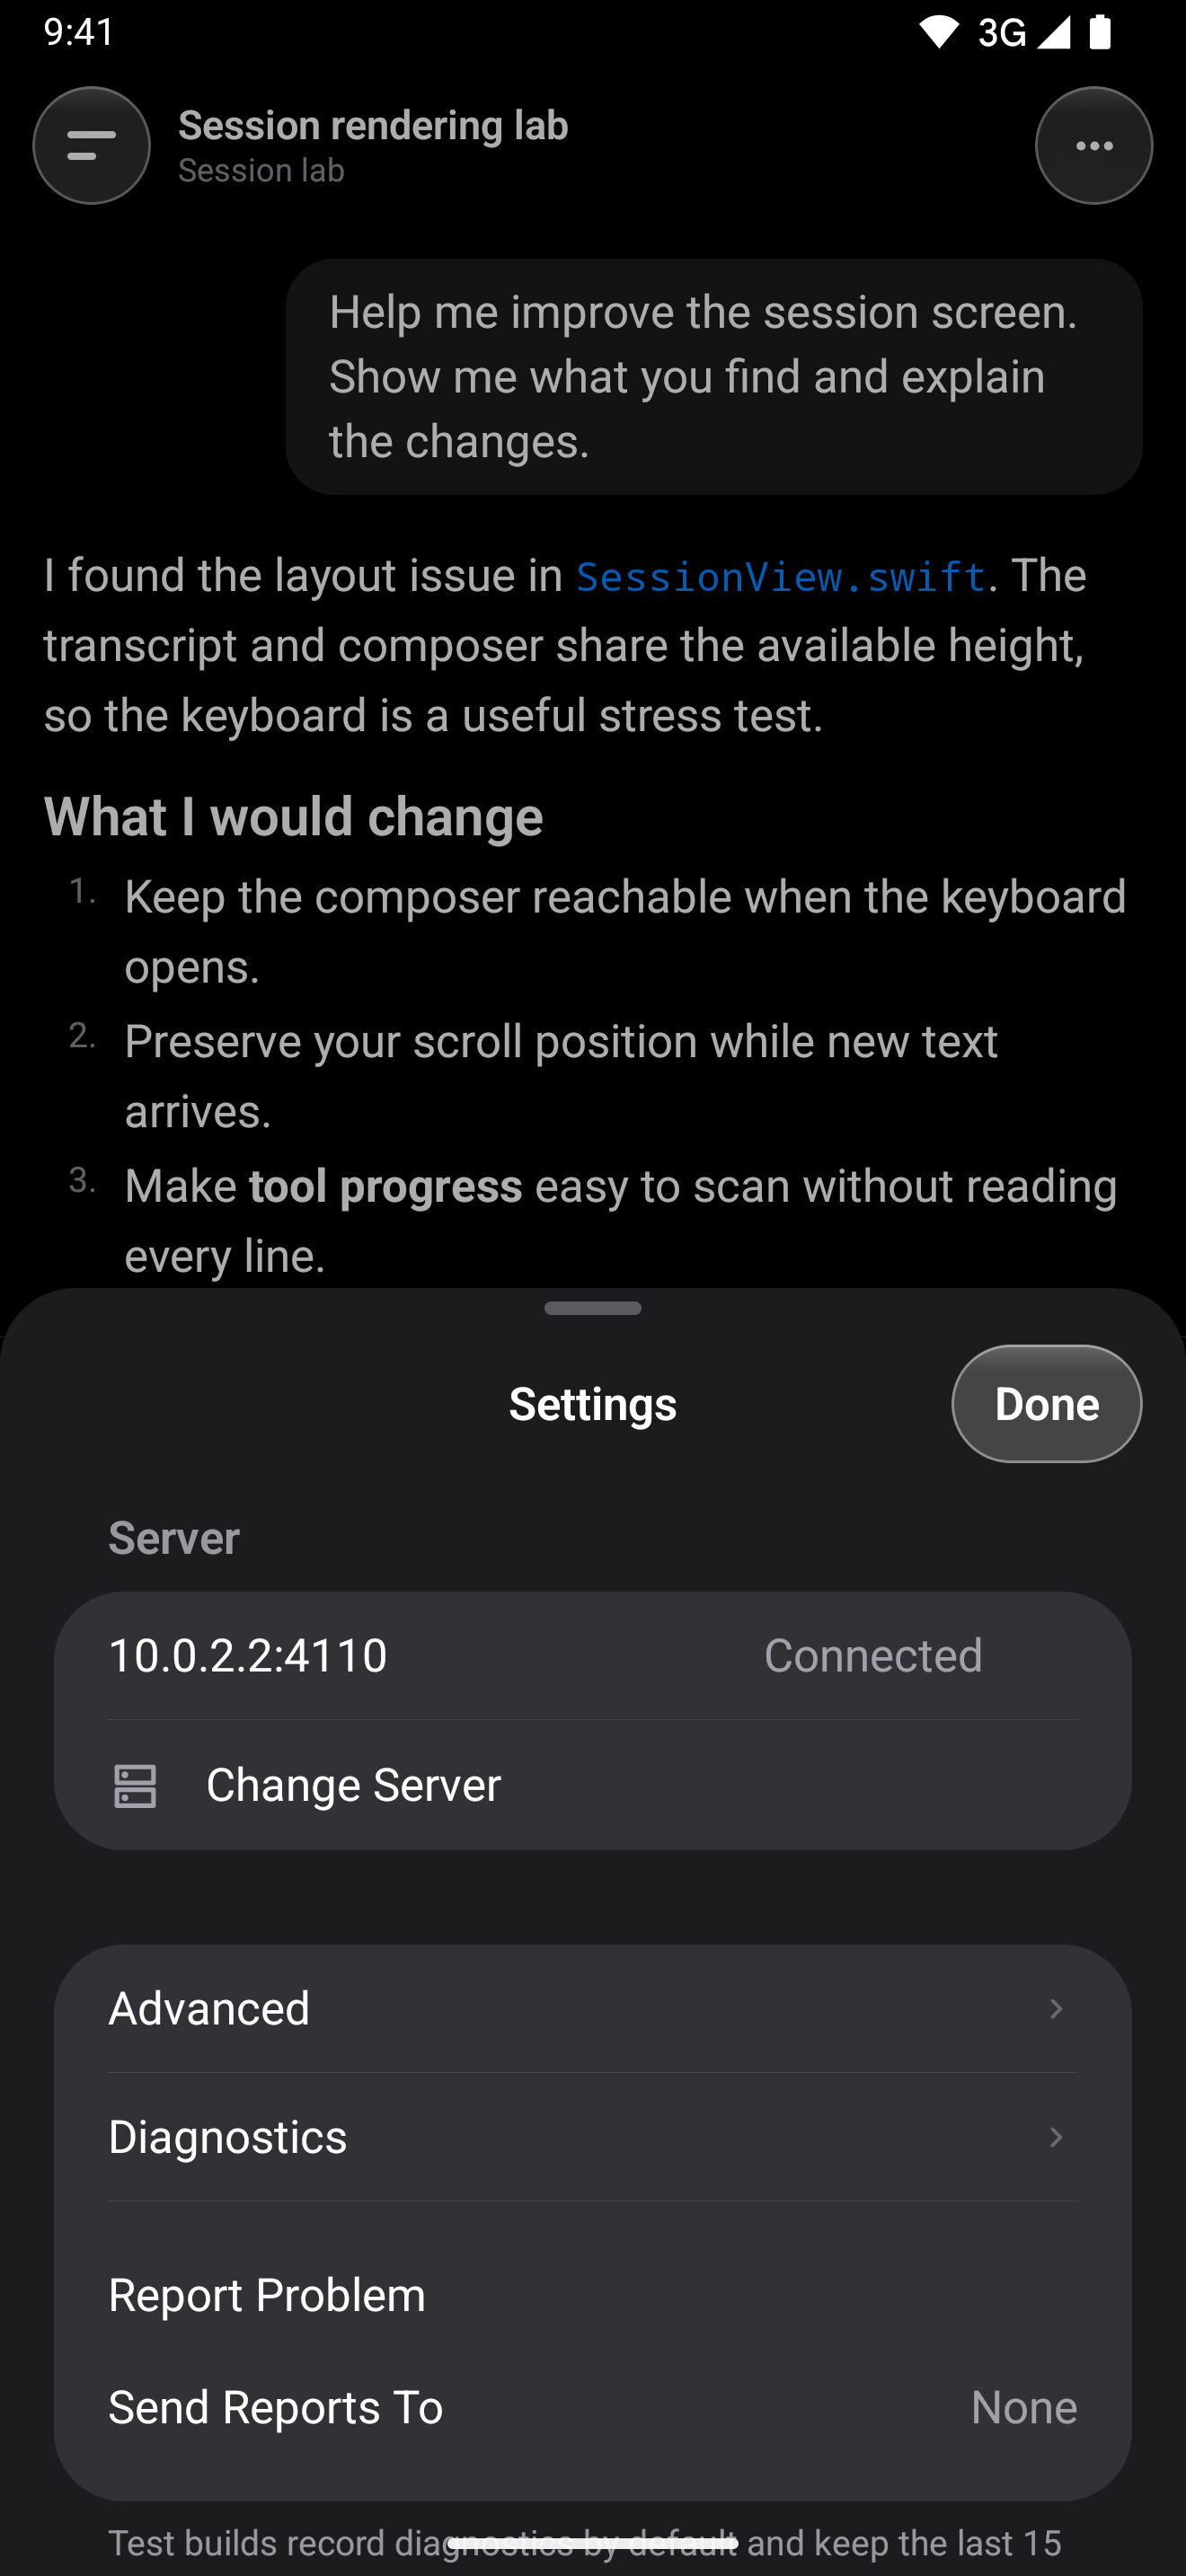 9:41
3G
Session rendering lab
Session lab
Help me improve the session screen.
Show me what you find and explain
the changes.
I found the layout issue in SessionView.swift. The
transcript and composer share the available height,
so the keyboard is a useful stress test.
What I would change
1. Keep the composer reachable when the keyboard
opens.
2. Preserve your scroll position while new text
arrives.
3. Make tool progress easy to scan without reading
every line.
Settings
Done
Server
10.0.2.2:4110
Connected
Change Server
Advanced
Diagnostics
Report Problem
Send Reports To
None
Test builds record diagnostics by default and keep the last 15